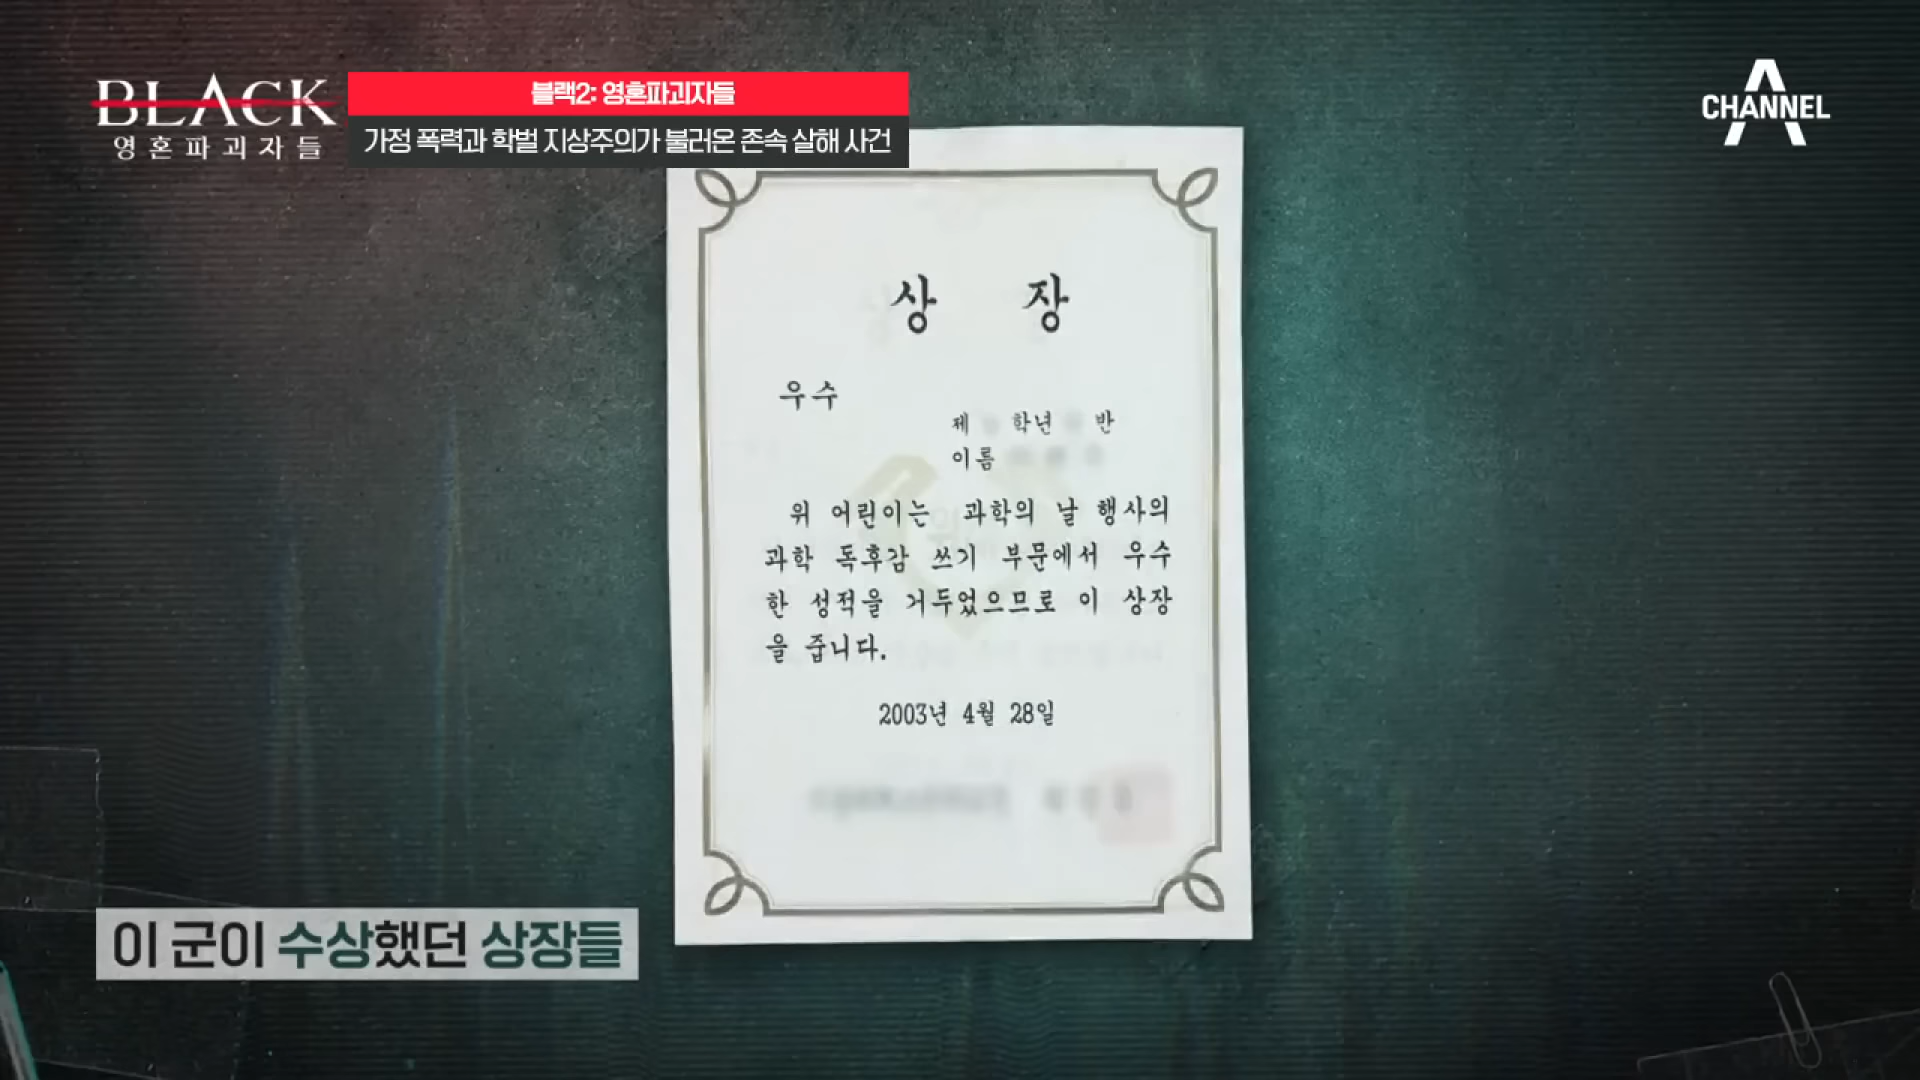 BLACK
영혼파괴자들
블랙2: 영혼파괴자들
가정 폭력과 학벌 지상주의가 불러온 존속 살해 사건
CHANNEL A
상 장
우수
제 학년 반
이름
위 어린이는 과학의 날 행사의
과학 독후감 쓰기 부문에서 우수
한 성적을 거두었으므로 이 상장
을 줍니다.
2003년 4월 28일
이 군이 수상했던 상장들